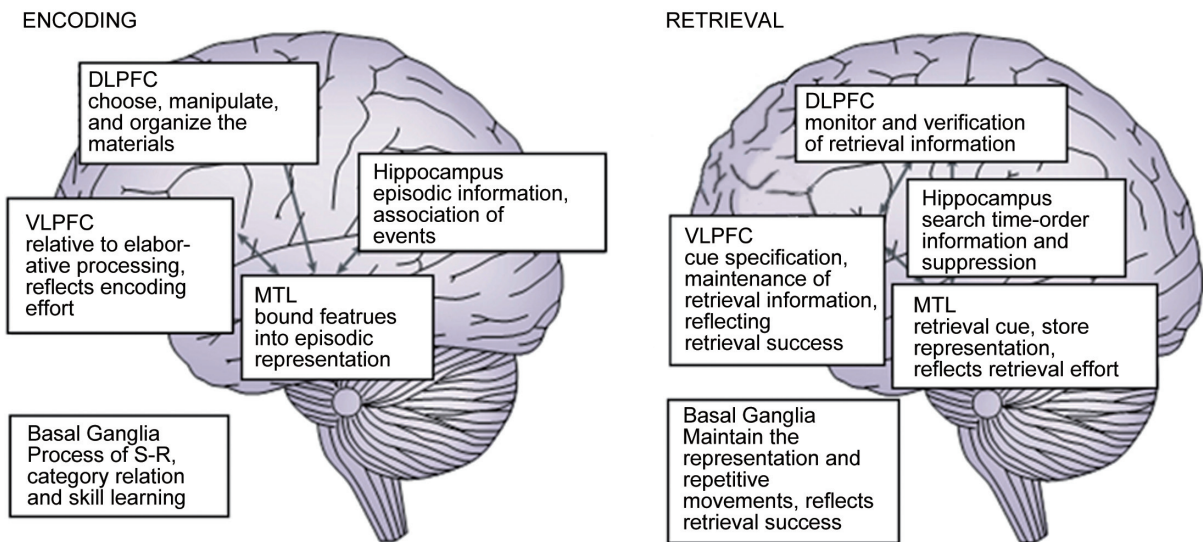 ENCODING
DLPFC
choose, manipulate,
and organize the
materials
Hippocampus
episodic information,
association of
events
VLPFC
relative to elabor-
ative processing,
reflects encoding
effort
MTL
bound featrues
into episodic
representation
Basal Ganglia
Process of S-R,
category relation
and skill learning
RETRIEVAL
DLPFC
monitor and verification
of retrieval information
Hippocampus
search time-order
information and
suppression
VLPFC
cue specification,
maintenance of
retrieval information,
reflecting
retrieval success
MTL
retrieval cue, store
representation,
reflects retrieval effort
Basal Ganglia
Maintain the
representation and
repetitive
movements, reflects
retrieval success